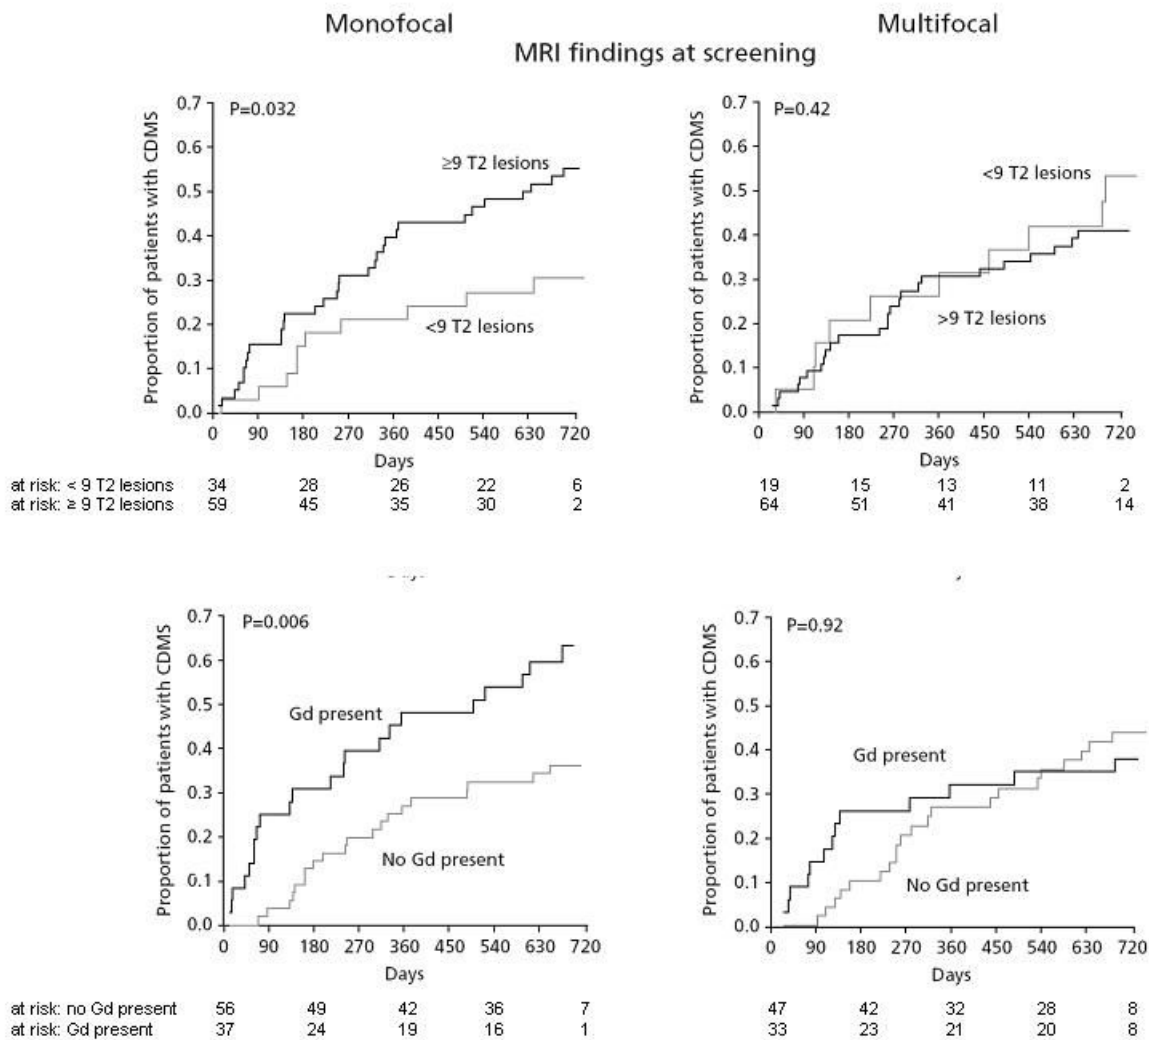 Monofocal
Multifocal
MRI findings at screening
Proportion of patients with CDMS
0.7
0.6
0.5
0.4
0.3
0.2
0.1
0.0
P=0.032
≥9 T2 lesions
<9 T2 lesions
0 90 180 270 360 450 540 630 720
Days
Proportion of patients with CDMS
0.7
0.6
0.5
0.4
0.3
0.2
0.1
0.0
P=0.42
<9 T2 lesions
>9 T2 lesions
0 90 180 270 360 450 540 630 720
Days
at risk: < 9 T2 lesions 34 28 26 22 6 19 15 13 11 2
at risk: ≥ 9 T2 lesions 59 45 35 30 2 64 51 41 38 14
Proportion of patients with CDMS
0.7
0.6
0.5
0.4
0.3
0.2
0.1
0.0
P=0.006
Gd present
No Gd present
0 90 180 270 360 450 540 630 720
Days
Proportion of patients with CDMS
0.7
0.6
0.5
0.4
0.3
0.2
0.1
0.0
P=0.92
Gd present
No Gd present
0 90 180 270 360 450 540 630 720
Days
at risk: no Gd present 56 49 42 36 7 47 42 32 28 8
at risk: Gd present 37 24 19 16 1 33 23 21 20 8